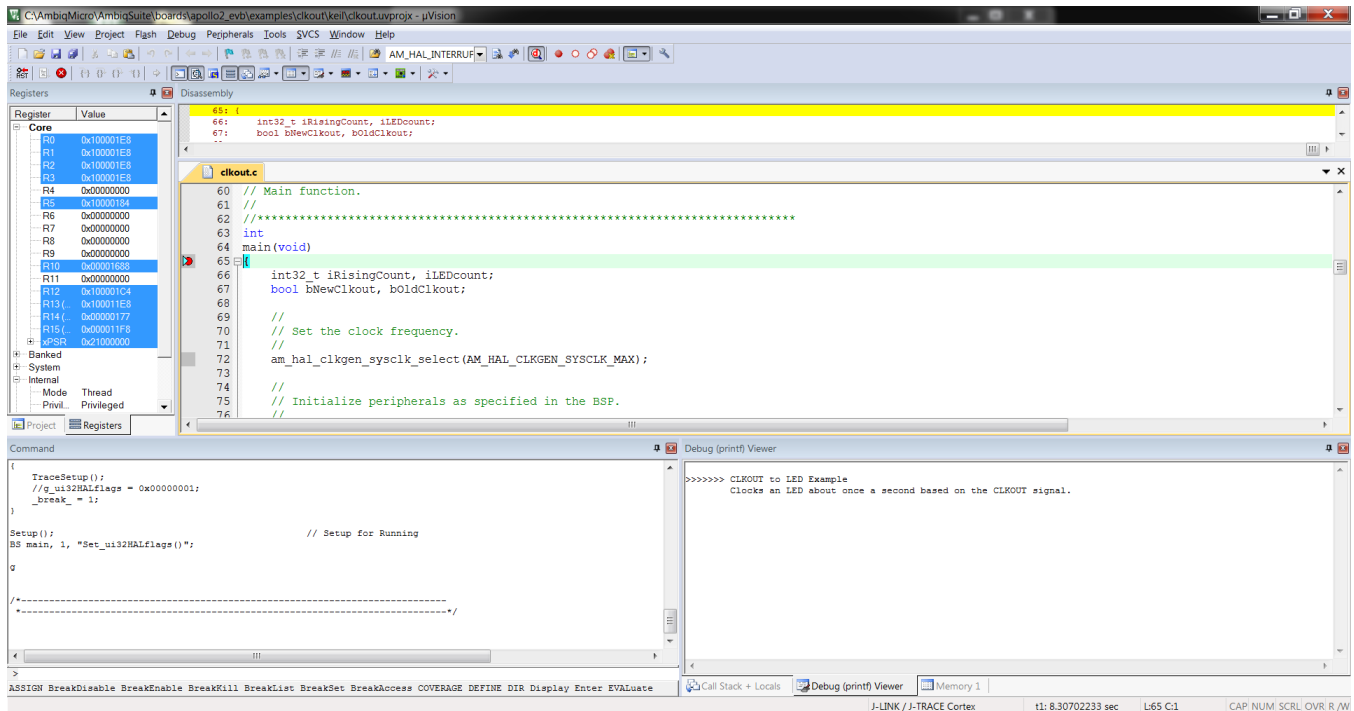 C:\AmbiqMicro\AmbiqSuite\boards\apollo2_evb\examples\clkout\keil\clkout.uvprojx - µVision
File Edit View Project Flash Debug Peripherals Tools SVCS Window Help
AM_HAL_INTERRUF
RST
Registers
Register Value
Core
R0 0x100001E8
R1 0x100001E8
R2 0x100001E8
R3 0x100001E8
R4 0x00000000
R5 0x10000184
R6 0x00000000
R7 0x00000000
R8 0x00000000
R9 0x00000000
R10 0x00001688
R11 0x00000000
R12 0x100001C4
R13 (... 0x100011E8
R14 (... 0x00000177
R15 (... 0x000011F8
xPSR 0x21000000
Banked
System
Internal
Mode Thread
Privil... Privileged
Project Registers
Disassembly
65: {
66: int32_t iRisingCount, iLEDcount;
67: bool bNewClkout, bOldClkout;
clkout.c
60 // Main function.
61 //
62 //*****************************************************************************
63 int
64 main(void)
65 {
66 int32_t iRisingCount, iLEDcount;
67 bool bNewClkout, bOldClkout;
68
69 //
70 // Set the clock frequency.
71 //
72 am_hal_clkgen_sysclk_select(AM_HAL_CLKGEN_SYSCLK_MAX);
73
74 //
75 // Initialize peripherals as specified in the BSP.
76 //
Command
{
TraceSetup();
//g_ui32HALflags = 0x00000001;
_break_ = 1;
}
Setup(); // Setup for Running
BS main, 1, "Set_ui32HALflags()";
g
/*----------------------------------------------------------------------------
*---------------------------------------------------------------------------*/
>
ASSIGN BreakDisable BreakEnable BreakKill BreakList BreakSet BreakAccess COVERAGE DEFINE DIR Display Enter EVALuate
Debug (printf) Viewer
>>>>>>> CLKOUT to LED Example
Clocks an LED about once a second based on the CLKOUT signal.
Call Stack + Locals Debug (printf) Viewer Memory 1
J-LINK / J-TRACE Cortex t1: 8.30702233 sec L:65 C:1 CAP NUM SCRL OVR R /W